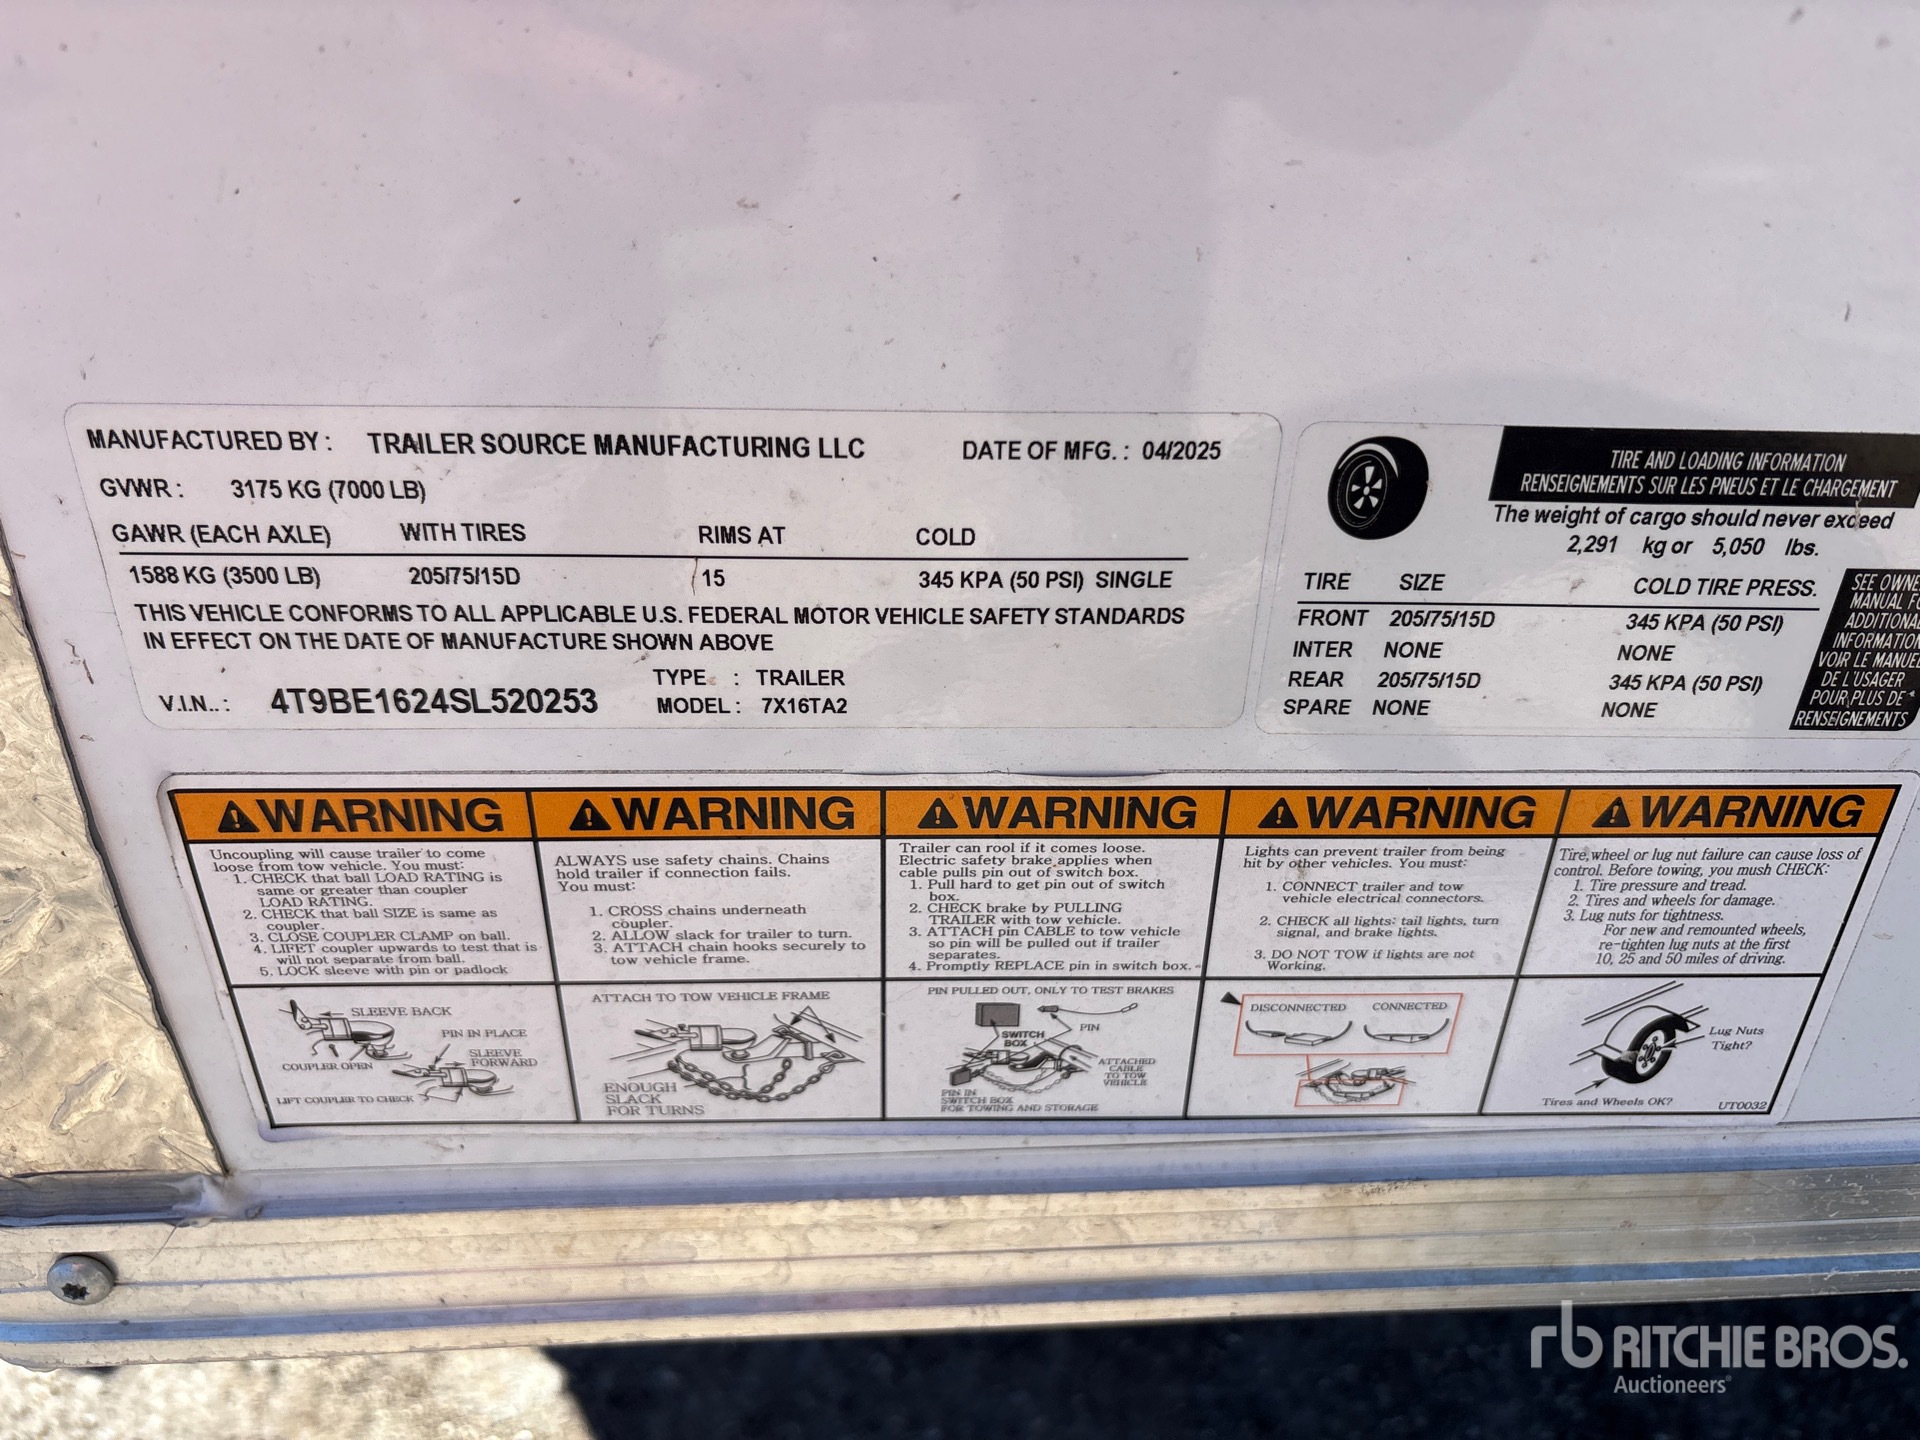 MANUFACTURED BY : TRAILER SOURCE MANUFACTURING LLC DATE OF MFG. : 04/2025
GVWR : 3175 KG (7000 LB)
GAWR (EACH AXLE) WITH TIRES RIMS AT COLD
1588 KG (3500 LB) 205/75/15D 15 345 KPA (50 PSI) SINGLE
THIS VEHICLE CONFORMS TO ALL APPLICABLE U.S. FEDERAL MOTOR VEHICLE SAFETY STANDARDS
IN EFFECT ON THE DATE OF MANUFACTURE SHOWN ABOVE
TYPE : TRAILER
V.I.N.. : 4T9BE1624SL520253 MODEL : 7X16TA2
TIRE AND LOADING INFORMATION
RENSEIGNEMENTS SUR LES PNEUS ET LE CHARGEMENT
The weight of cargo should never exceed
2,291 kg or 5,050 lbs.
TIRE SIZE COLD TIRE PRESS.
FRONT 205/75/15D 345 KPA (50 PSI)
INTER NONE NONE
REAR 205/75/15D 345 KPA (50 PSI)
SPARE NONE NONE
SEE OWNE
MANUAL FO
ADDITIONAL
INFORMATION
VOIR LE MANUEL
DE L'USAGER
POUR PLUS DE
RENSEIGNEMENTS
WARNING
Uncoupling will cause trailer to come
loose from tow vehicle. You must:
1. CHECK that ball LOAD RATING is
same or greater than coupler
LOAD RATING.
2. CHECK that ball SIZE is same as
coupler.
3. CLOSE COUPLER CLAMP on ball.
4. LIFET coupler upwards to test that is
will not separate from ball.
5. LOCK sleeve with pin or padlock
SLEEVE BACK
PIN IN PLACE
SLEEVE
FORWARD
COUPLER OPEN
LIFT COUPLER TO CHECK
WARNING
ALWAYS use safety chains. Chains
hold trailer if connection fails.
You must:
1. CROSS chains underneath
coupler.
2. ALLOW slack for trailer to turn.
3. ATTACH chain hooks securely to
tow vehicle frame.
ATTACH TO TOW VEHICLE FRAME
ENOUGH
SLACK
FOR TURNS
WARNING
Trailer can rool if it comes loose.
Electric safety brake applies when
cable pulls pin out of switch box.
1. Pull hard to get pin out of switch
box.
2. CHECK brake by PULLING
TRAILER with tow vehicle.
3. ATTACH pin CABLE to tow vehicle
so pin will be pulled out if trailer
separates.
4. Promptly REPLACE pin in switch box.
PIN PULLED OUT, ONLY TO TEST BRAKES
SWITCH
BOX
PIN
ATTACHED
CABLE
TO TOW
VEHICLE
PIN IN
SWITCH BOX
FOR TOWING AND STORAGE
WARNING
Lights can prevent trailer from being
hit by other vehicles. You must:
1. CONNECT trailer and tow
vehicle electrical connectors.
2. CHECK all lights: tail lights, turn
signal, and brake lights.
3. DO NOT TOW if lights are not
Working.
DISCONNECTED CONNECTED
WARNING
Tire, wheel or lug nut failure can cause loss of
control. Before towing, you mush CHECK:
1. Tire pressure and tread.
2. Tires and wheels for damage.
3. Lug nuts for tightness.
For new and remounted wheels,
re-tighten lug nuts at the first
10, 25 and 50 miles of driving.
Lug Nuts
Tight?
Tires and Wheels OK?
UT0032
rb RITCHIE BROS.
Auctioneers